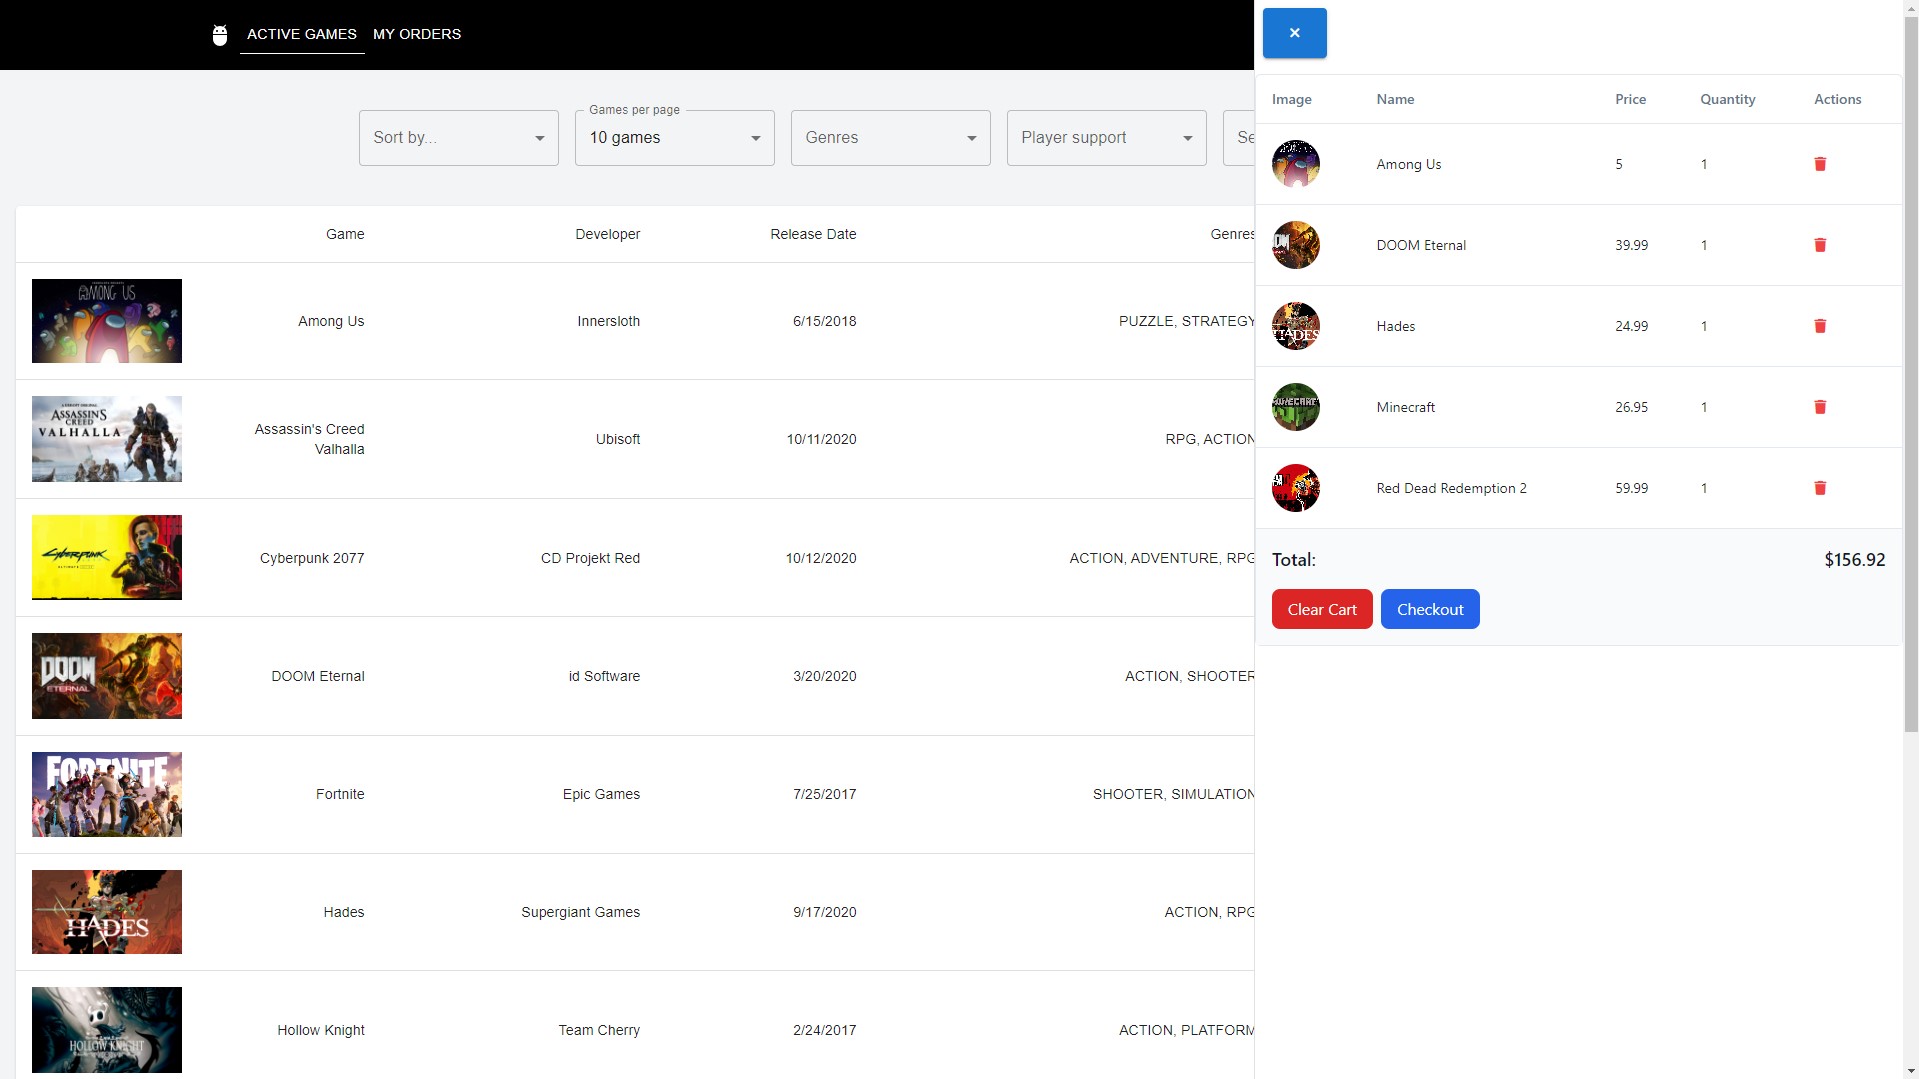 ACTIVE GAMES MY ORDERS
×
Games per page
Sort by... 10 games Genres Player support Se
Game Developer Release Date Genres
AMONG US
Among Us Innersloth 6/15/2018 PUZZLE, STRATEGY
ASSASSIN'S CREED VALHALLA
Assassin's Creed
Valhalla
Ubisoft 10/11/2020 RPG, ACTION
Cyberpunk
Cyberpunk 2077 CD Projekt Red 10/12/2020 ACTION, ADVENTURE, RPG
DOOM
ETERNAL
DOOM Eternal id Software 3/20/2020 ACTION, SHOOTER
FORTNITE
Fortnite Epic Games 7/25/2017 SHOOTER, SIMULATION
HADES
Hades Supergiant Games 9/17/2020 ACTION, RPG
HOLLOW KNIGHT
Hollow Knight Team Cherry 2/24/2017 ACTION, PLATFORM
Image Name Price Quantity Actions
Among Us 5 1
DOOM
DOOM Eternal 39.99 1
HADES
Hades 24.99 1
MINECRAFT
Minecraft 26.95 1
Red Dead Redemption 2 59.99 1
Total: $156.92
Clear Cart Checkout